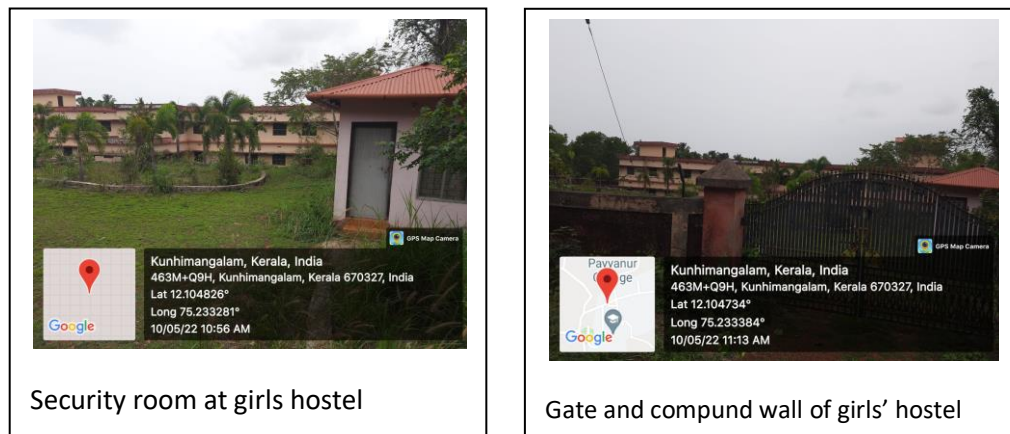 GPS Map Camera
Kunhimangalam, Kerala, India
463M+Q9H, Kunhimangalam, Kerala 670327, India
Lat 12.104826°
Long 75.233281°
10/05/22 10:56 AM
Google
Security room at girls hostel
GPS Map Camera
Payyanur
ge
Kunhimangalam, Kerala, India
463M+Q9H, Kunhimangalam, Kerala 670327, India
Lat 12.104734°
Long 75.233384°
10/05/22 11:13 AM
Google
Gate and compund wall of girls’ hostel